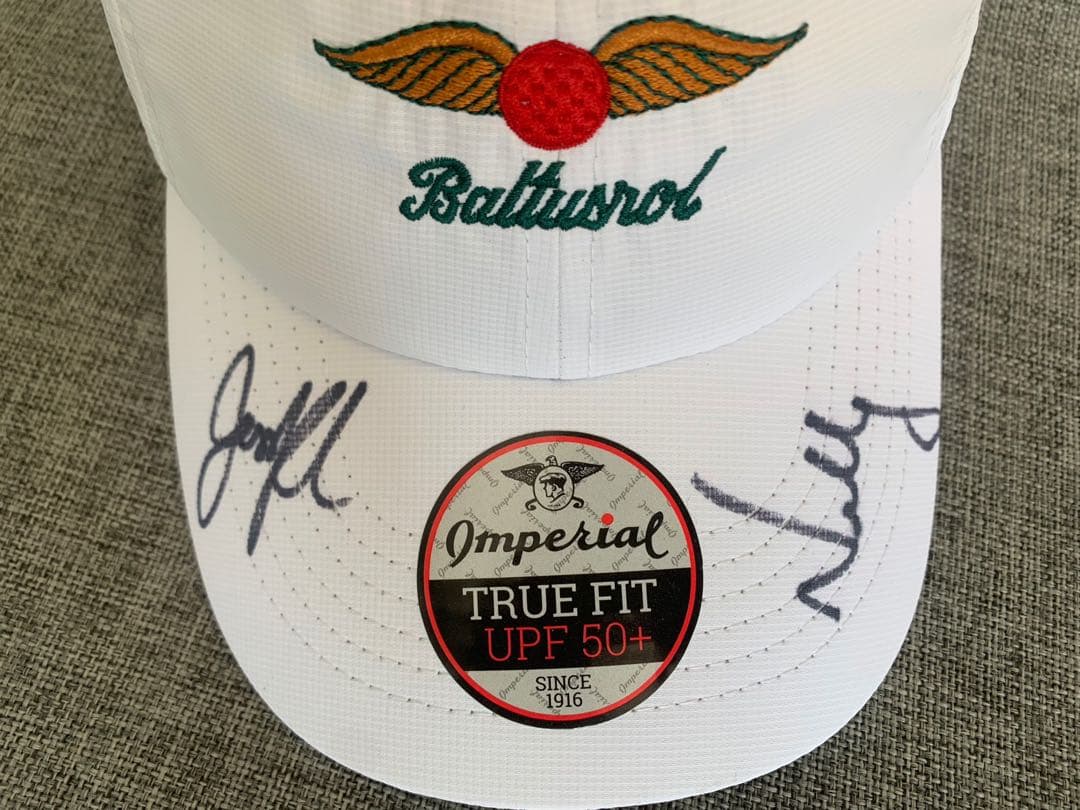 Baltusrol
Imperial
TRUE FIT
UPF 50+
SINCE
1916